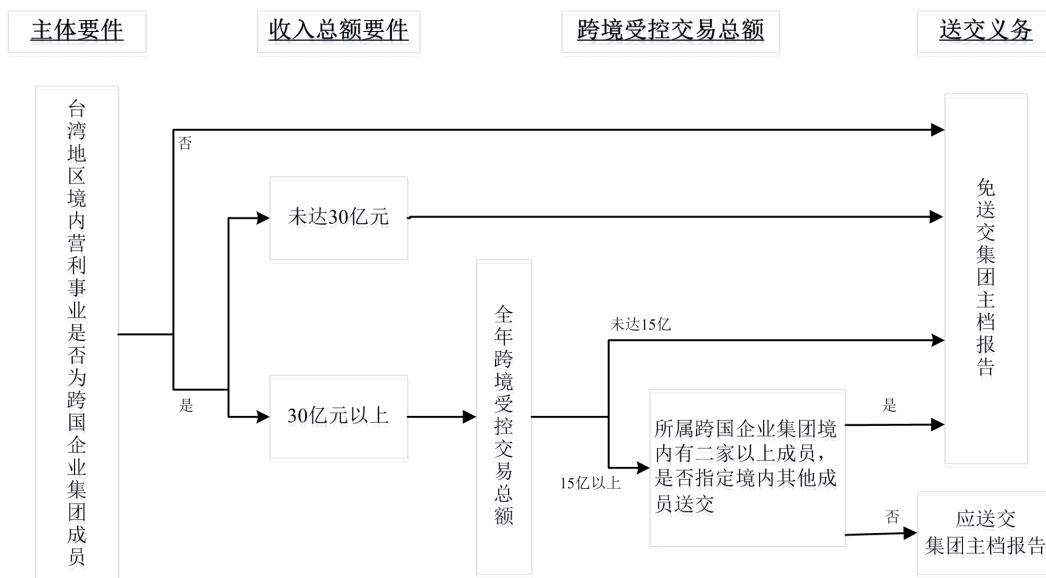 主体要件
收入总额要件
跨境受控交易总额
送交义务
台湾地区境内营利事业是否为跨国企业集团成员
否
是
未达30亿元
30亿元以上
全年跨境受控交易总额
未达15亿
15亿以上
所属跨国企业集团境
内有二家以上成员，
是否指定境内其他成
员送交
是
否
免送交集团主档报告
应送交
集团主档报告